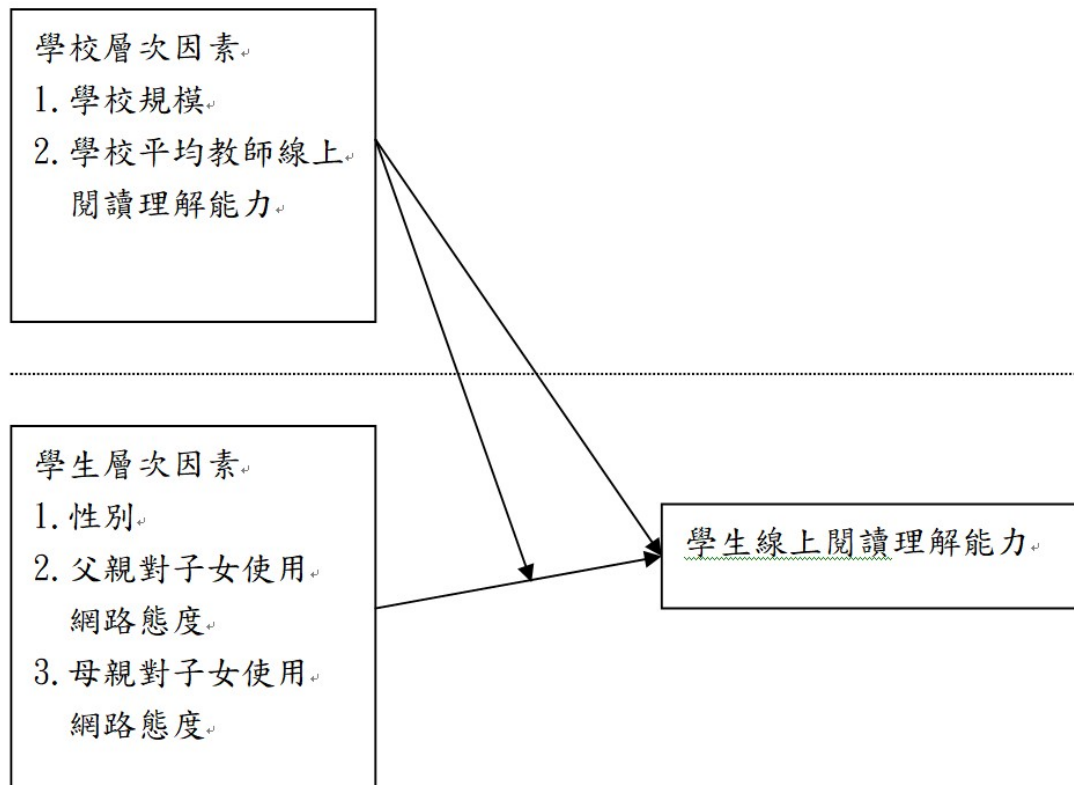 學校層次因素
1. 學校規模
2. 學校平均教師線上
閱讀理解能力
學生層次因素
1. 性別
2. 父親對子女使用
網路態度
3. 母親對子女使用
網路態度
學生線上閱讀理解能力